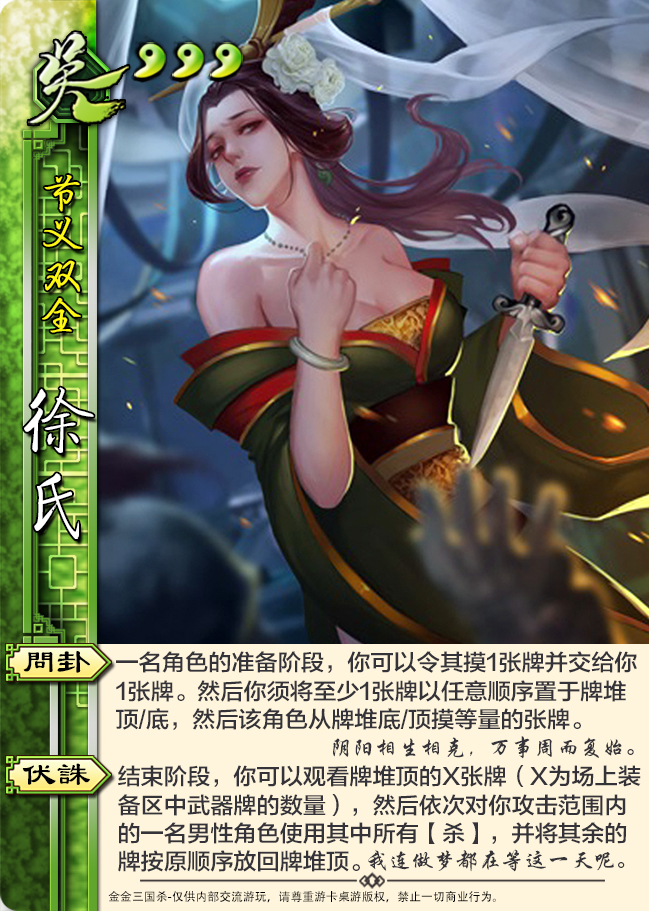 吴
节义双全
徐氏
問卦
一名角色的准备阶段，你可以令其摸1张牌并交给你
1张牌。然后你须将至少1张牌以任意顺序置于牌堆
顶/底，然后该角色从牌堆底/顶摸等量的张牌。
阴阳相生相克，万事周而复始。
伏誅
结束阶段，你可以观看牌堆顶的X张牌（X为场上装
备区中武器牌的数量），然后依次对你攻击范围内
的一名男性角色使用其中所有【杀】，并将其余的
牌按原顺序放回牌堆顶。我连做梦都在等这一天呢。
金金三国杀-仅供内部交流游玩，请尊重游卡桌游版权，禁止一切商业行为。